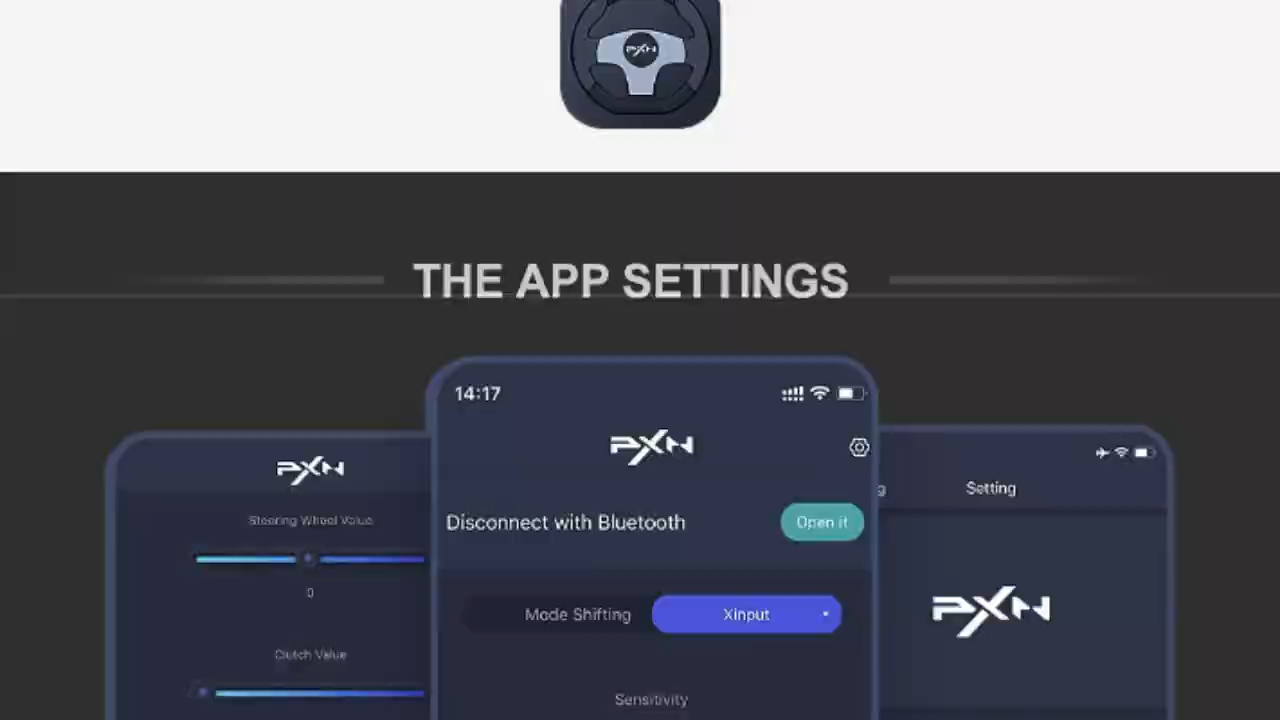 PXN
THE APP SETTINGS
14:17
PXN
Disconnect with Bluetooth
Open it
Mode Shifting
Xinput
Sensitivity
PXN
Steering Wheel Value
0
Clutch Value
g
Setting
PXN